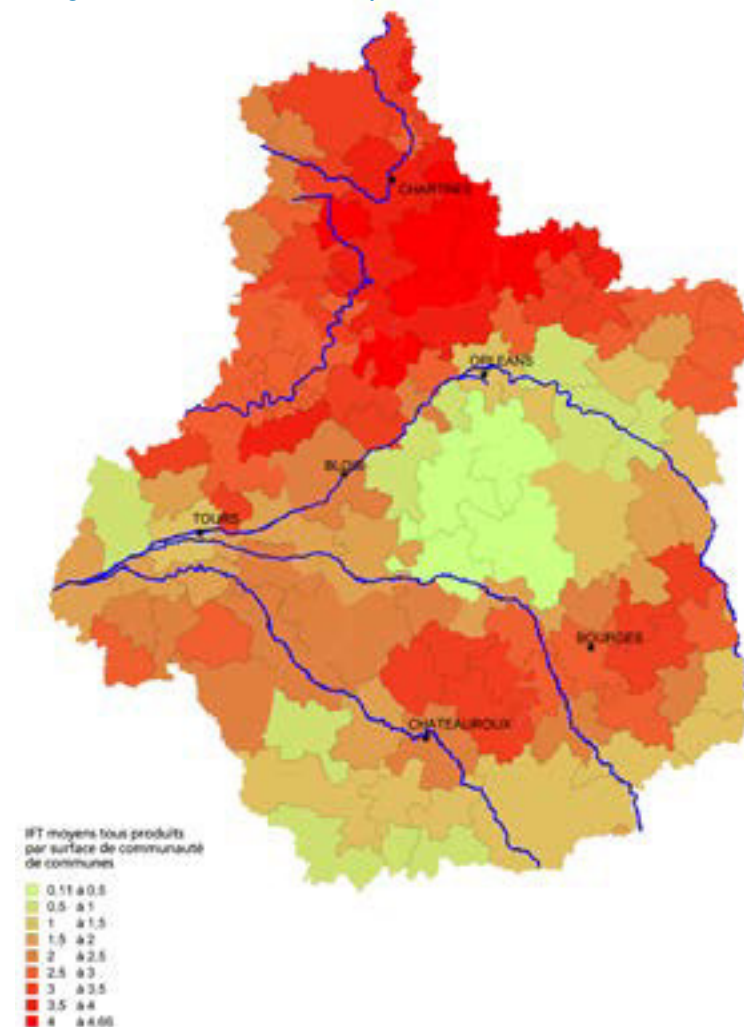 CHARTRES
ORLEANS
BLOIS
TOURS
BOURGES
CHATEAUROUX
IFT moyens tous produits
par surface de communauté
de communes
0,11 à 0,5
0,5 à 1
1 à 1,5
1,5 à 2
2 à 2,5
2,5 à 3
3 à 3,5
3,5 à 4
4 à 4,66